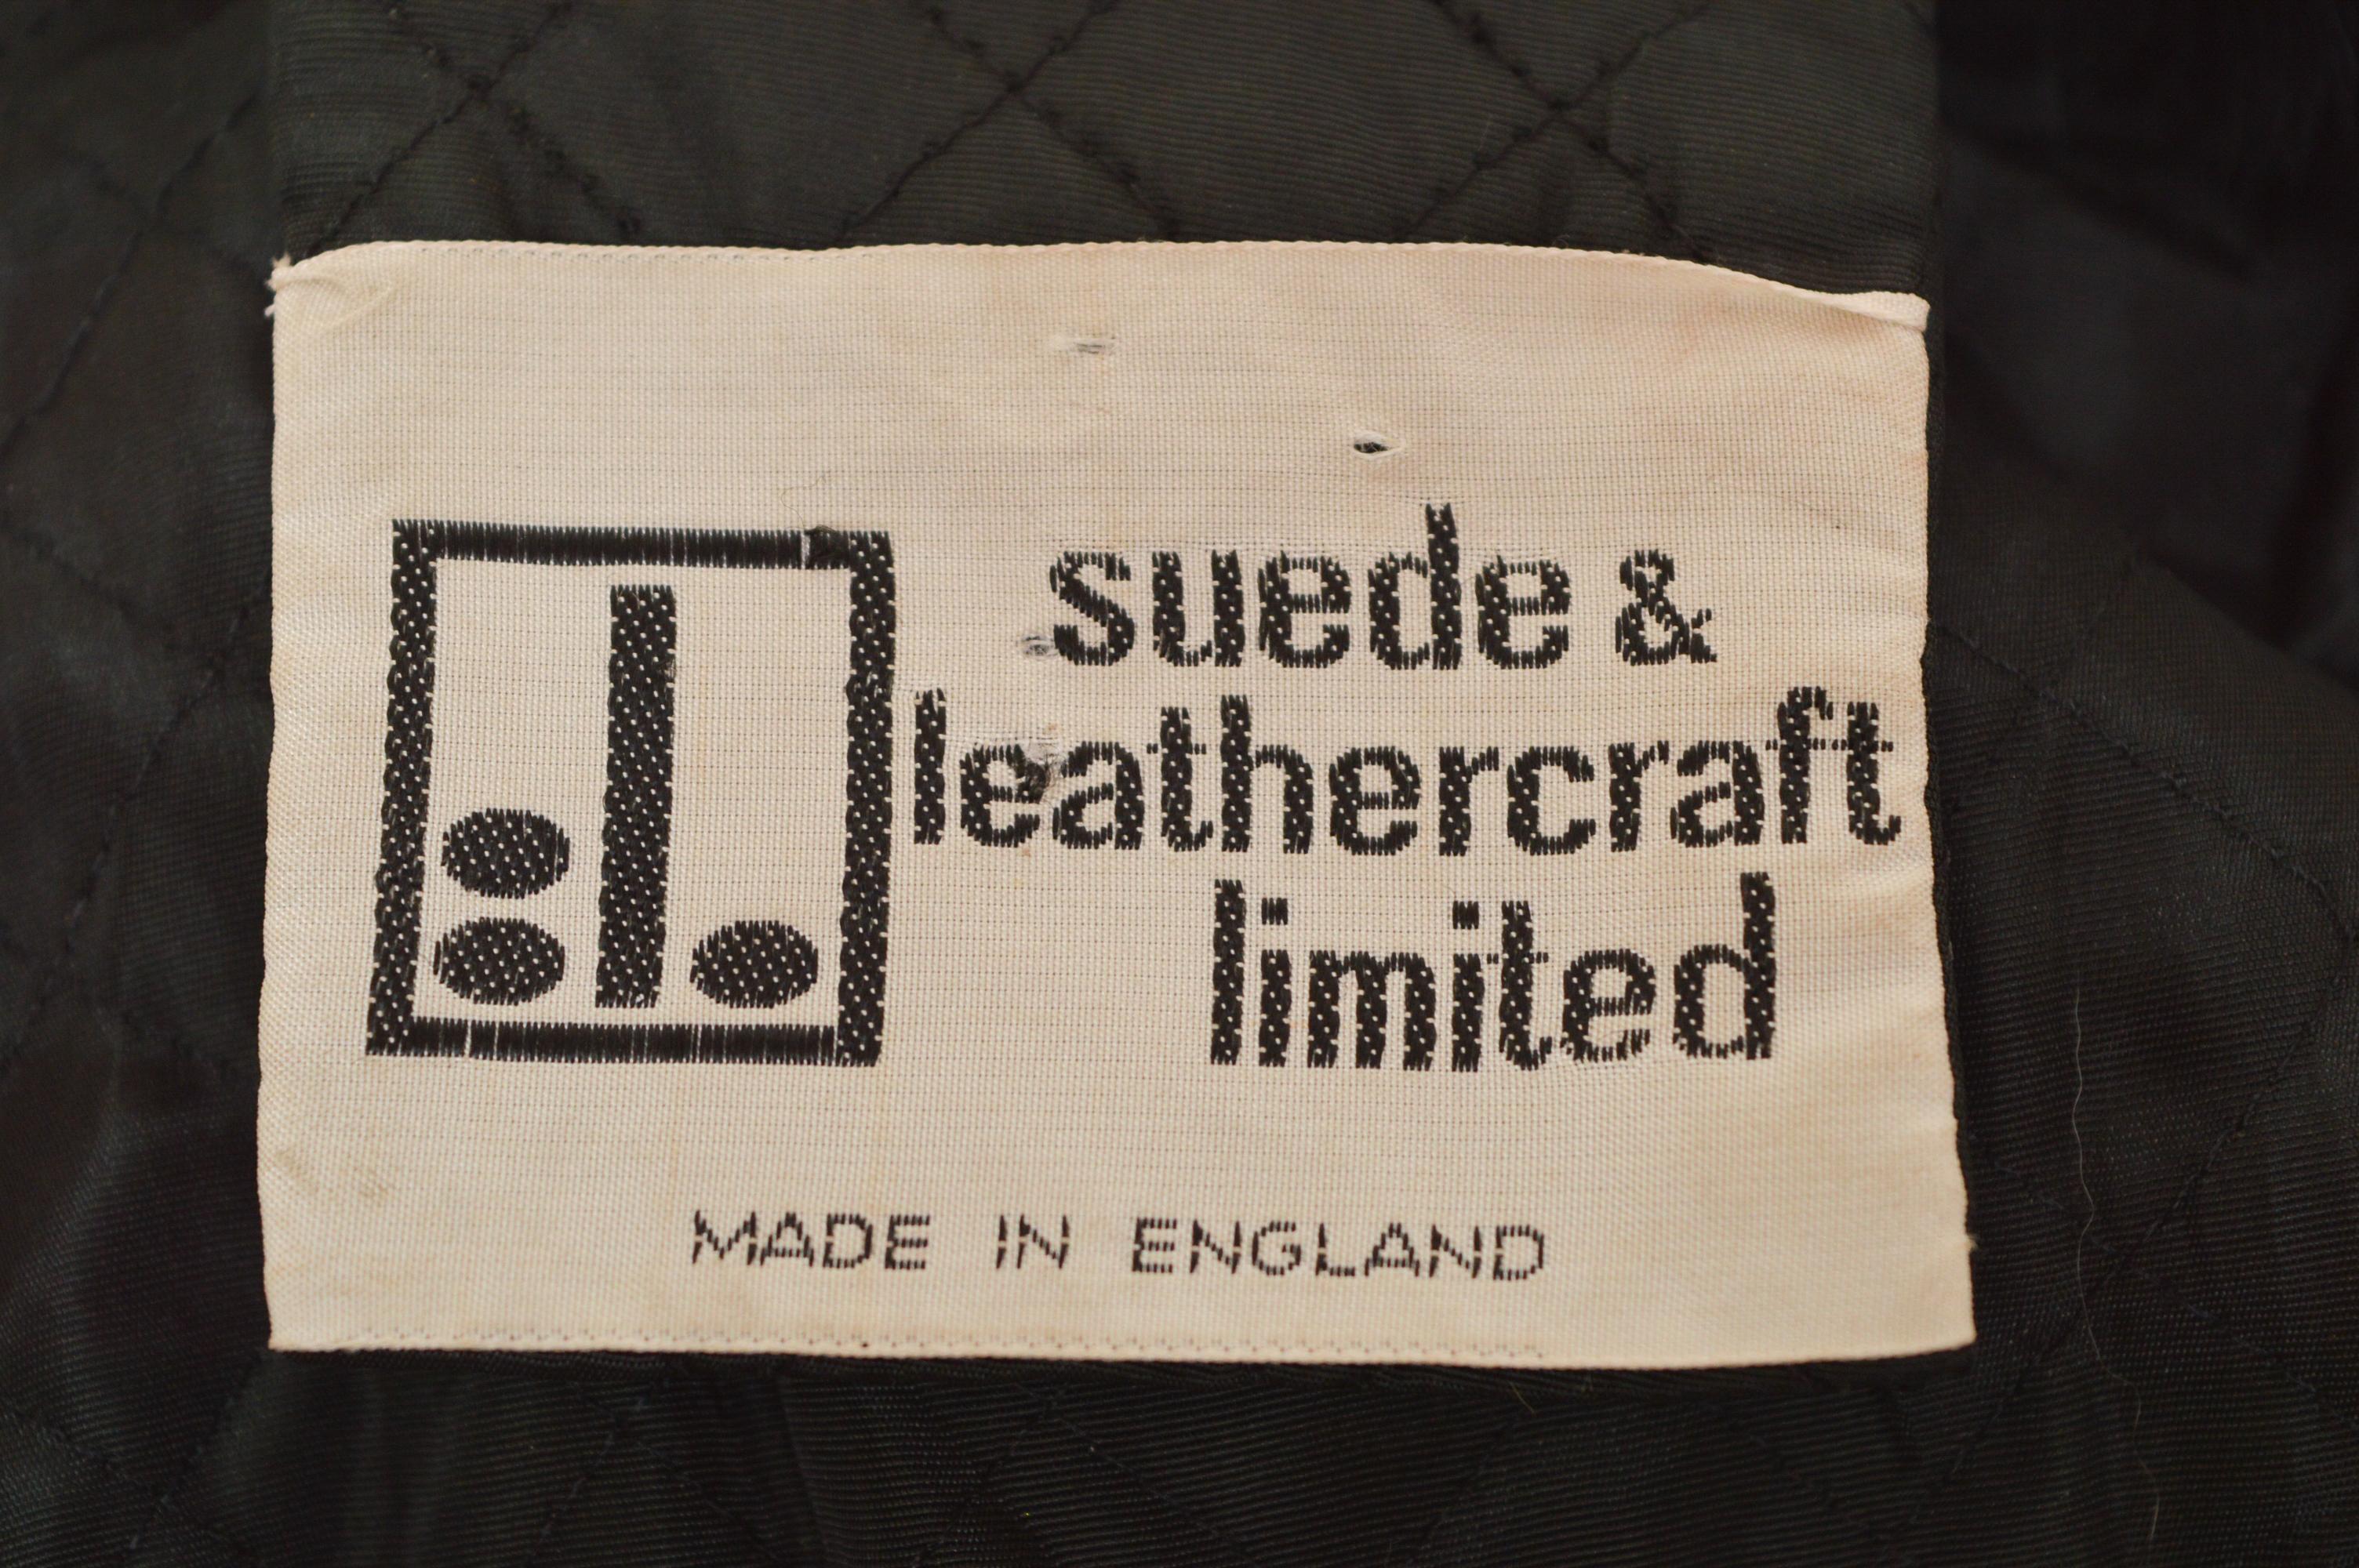 suede &
leathercraft
limited
MADE IN ENGLAND